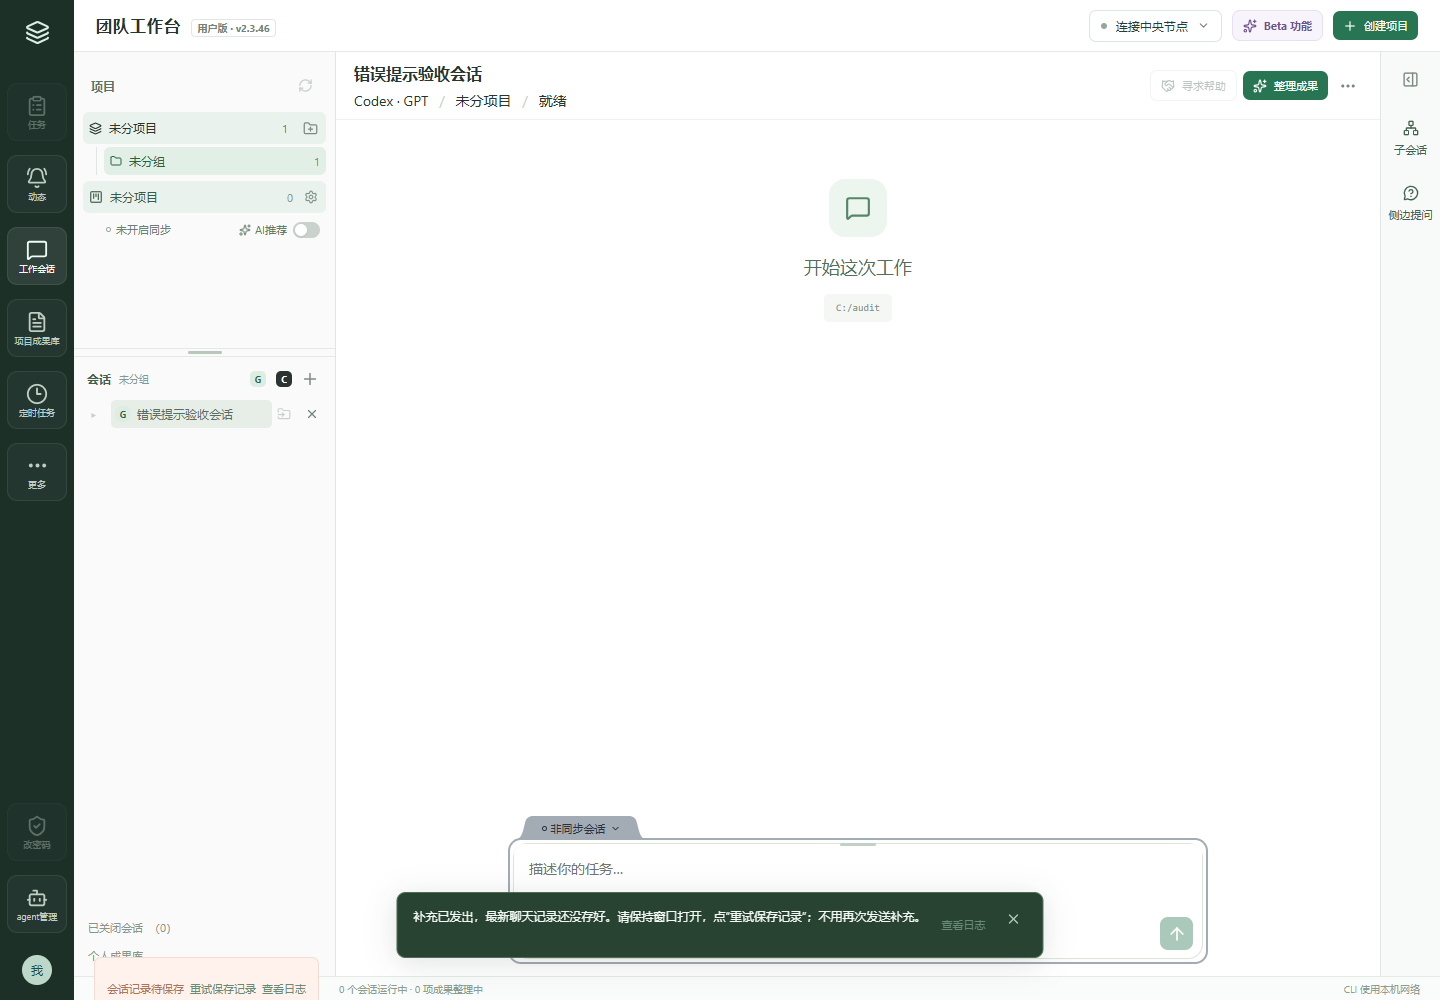 团队工作台
用户版 · v2.3.46
连接中央节点
Beta 功能
创建项目
任务
动态
工作会话
项目成果库
定时任务
更多
改密码
agent管理
我
项目
未分项目 1
未分组 1
未分项目 0
未开启同步
AI推荐
会话 未分组
G
C
G 错误提示验收会话
已关闭会话 (0)
个人成果库
会话记录待保存 重试保存记录 查看日志
错误提示验收会话
Codex · GPT / 未分项目 / 就绪
寻求帮助
整理成果
开始这次工作
C:/audit
非同步会话
描述你的任务...
补充已发出，最新聊天记录还没存好。请保持窗口打开，点“重试保存记录”；不用再次发送补充。
查看日志
子会话
侧边提问
0 个会话运行中 · 0 项成果整理中
CLI 使用本机网络